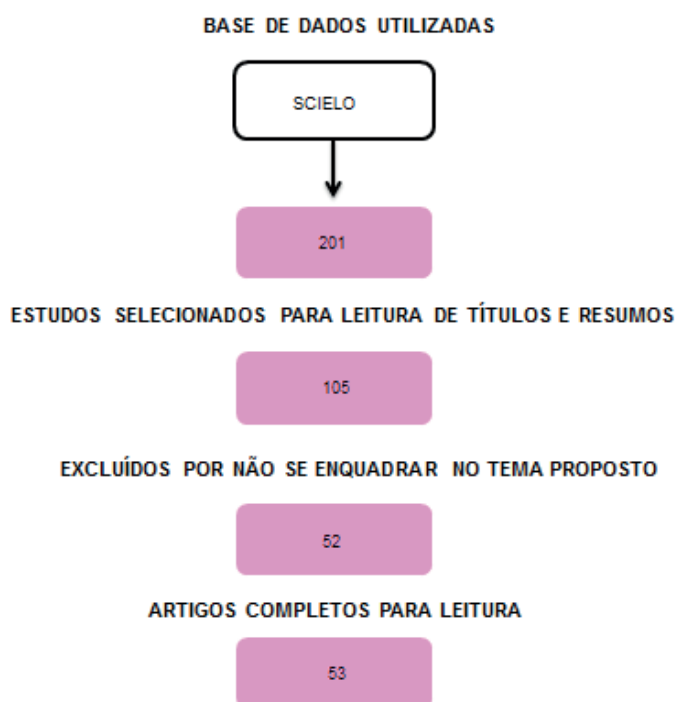 BASE DE DADOS UTILIZADAS
SCIELO
201
ESTUDOS SELECIONADOS PARA LEITURA DE TÍTULOS E RESUMOS
105
EXCLUÍDOS POR NÃO SE ENQUADRAR NO TEMA PROPOSTO
52
ARTIGOS COMPLETOS PARA LEITURA
53